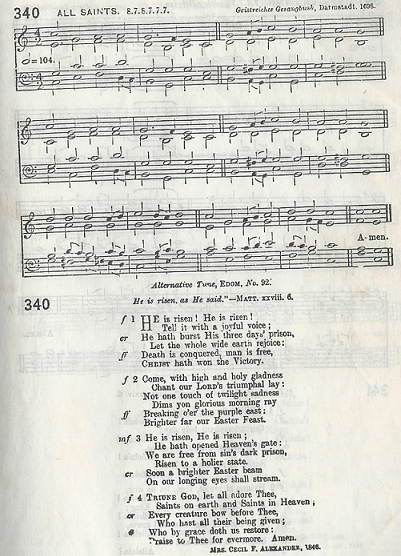 340 ALL SAINTS. 8.7.8.7.7.7. Geistreiches Gesangbuch, Darmstadt. 1698.
= 104.
A-men.
Alternative Tune, EDOM, No. 92.
340
He is risen, as He said."—MATT. xxviii. 6.
f 1 HE is risen! He is risen!
Tell it with a joyful voice;
cr He hath burst His three days' prison,
Let the whole wide earth rejoice:
ff Death is conquered, man is free,
CHRIST hath won the Victory.
f 2 Come, with high and holy gladness
Chant our LORD'S triumphal lay:
Not one touch of twilight sadness
Dims yon glorious morning ray
ff Breaking o'er the purple east;
Brighter far our Easter Feast.
mf 3 He is risen, He is risen;
He hath opened Heaven's gate:
We are free from sin's dark prison,
Risen to a holier state.
cr Soon a brighter Easter beam
On our longing eyes shall stream.
f 4 TRIUNE GOD, let all adore Thee,
Saints on earth and Saints in Heaven;
cr Every creature bow before Thee,
Who hast all their being given;
Who by grace doth us restore:
Praise to Thee for evermore. Amen.
MRS. CECIL F. ALEXANDER, 1846.